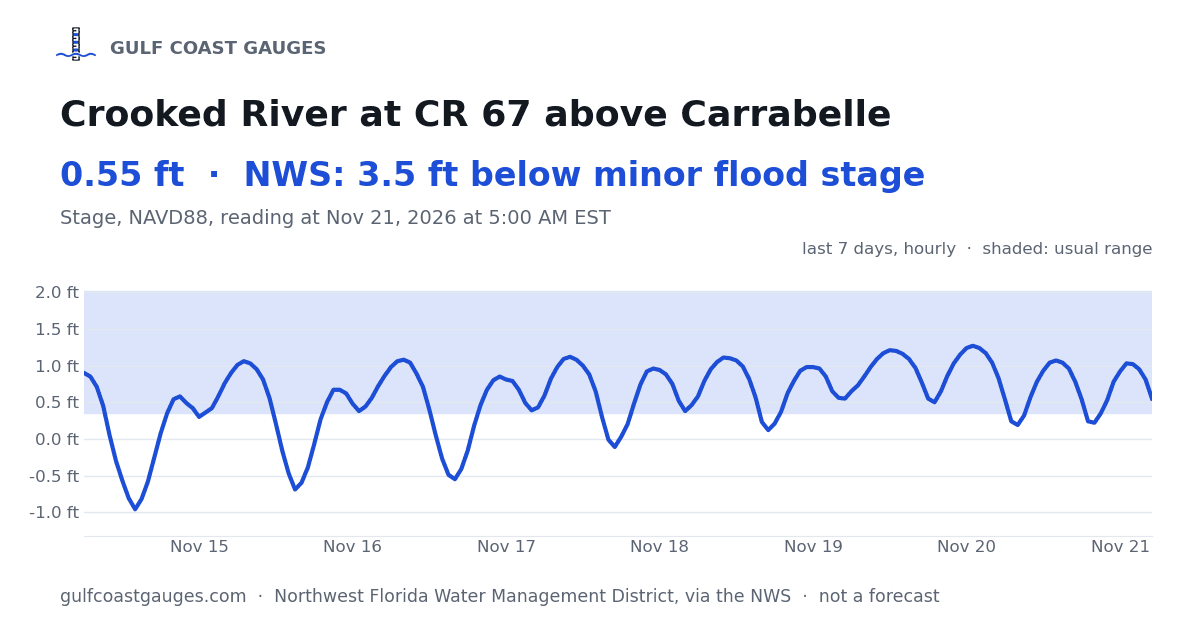 GULF COAST GAUGES
Crooked River at CR 67 above Carrabelle
0.55 ft · NWS: 3.5 ft below minor flood stage
Stage, NAVD88, reading at Nov 21, 2026 at 5:00 AM EST
last 7 days, hourly · shaded: usual range
2.0 ft
1.5 ft
1.0 ft
0.5 ft
0.0 ft
-0.5 ft
-1.0 ft
Nov 15 Nov 16 Nov 17 Nov 18 Nov 19 Nov 20 Nov 21
gulfcoastgauges.com · Northwest Florida Water Management District, via the NWS · not a forecast